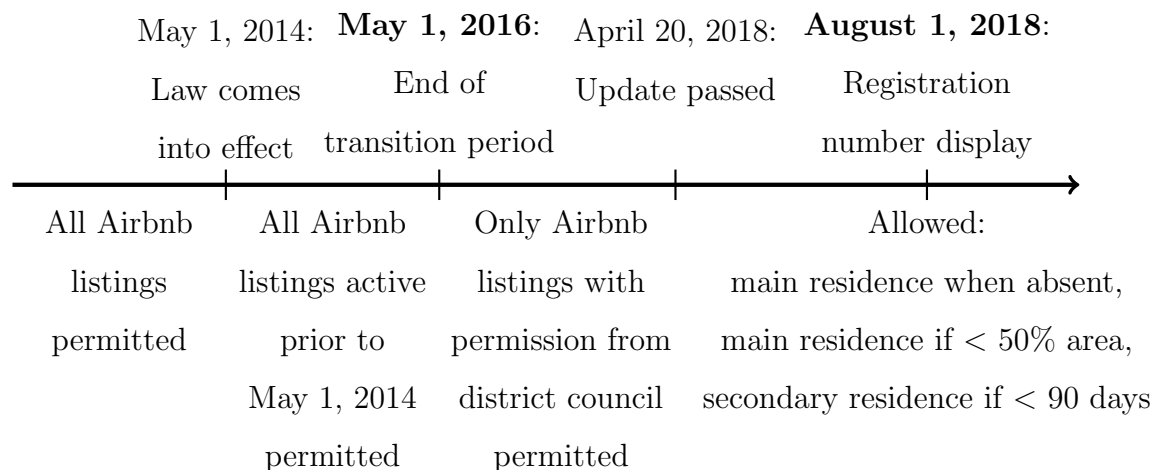 May 1, 2014:
Law comes
into effect
May 1, 2016:
End of
transition period
April 20, 2018:
Update passed
August 1, 2018:
Registration
number display
All Airbnb
listings
permitted
All Airbnb
listings active
prior to
May 1, 2014
permitted
Only Airbnb
listings with
permission from
district council
permitted
Allowed:
main residence when absent,
main residence if < 50% area,
secondary residence if < 90 days